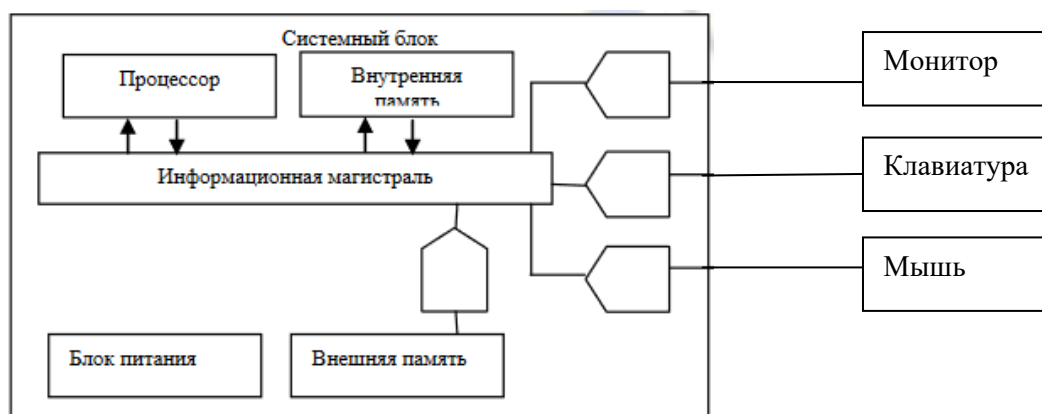 Системный блок
Процессор
Внутренняя
память
Монитор
Информационная магистраль
Клавиатура
Мышь
Блок питания
Внешняя память